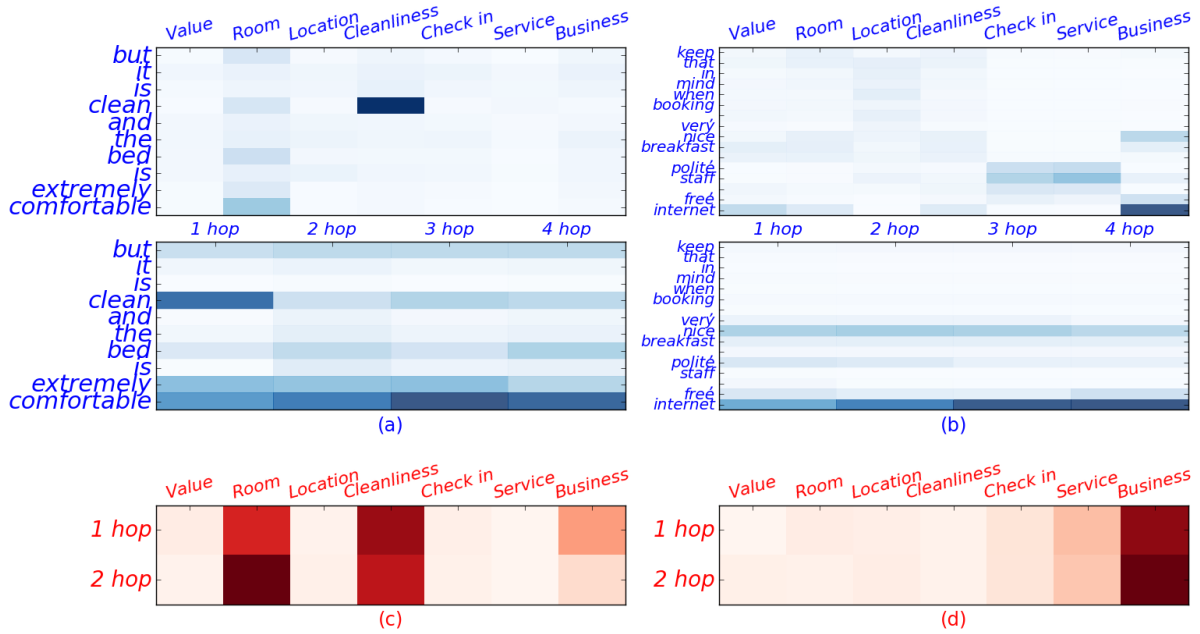 Value Room Location Cleanliness Check in Service Business
but
it
is
clean
and
the
bed
is
extremely
comfortable
1 hop 2 hop 3 hop 4 hop
but
it
is
clean
and
the
bed
is
extremely
comfortable
(a)
Value Room Location Cleanliness Check in Service Business
keep
that
in
mind
when
booking
very
nice
breakfast
polite
staff
free
internet
1 hop 2 hop 3 hop 4 hop
keep
that
in
mind
when
booking
very
nice
breakfast
polite
staff
free
internet
(b)
Value Room Location Cleanliness Check in Service Business
1 hop
2 hop
(c)
Value Room Location Cleanliness Check in Service Business
1 hop
2 hop
(d)